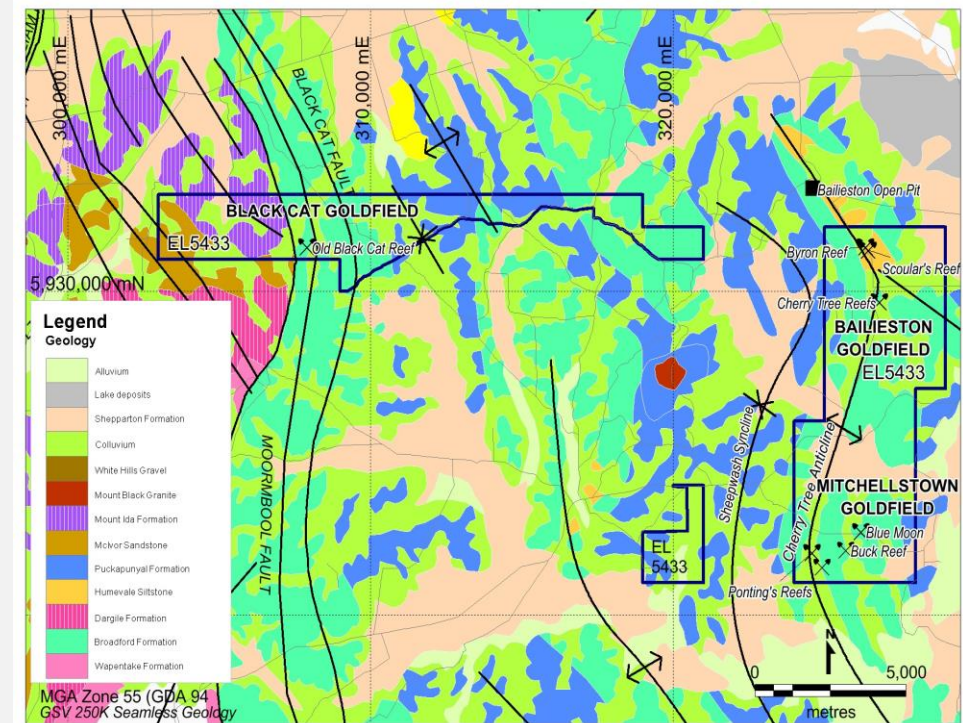 300,000 mE
310,000 mE
320,000 mE
BLACK CAT FAULT
Bailieston Open Pit
BLACK CAT GOLDFIELD
EL5433
Old Black Cat Reef
Byron Reef
Scoular's Reef
5,930,000 mN
Cherry Tree Reefs
BAILIESTON
GOLDFIELD
EL5433
Legend
Geology
Alluvium
Lake deposits
Shepparton Formation
Colluvium
White Hills Gravel
Mount Black Granite
Mount Ida Formation
McIvor Sandstone
Puckapunyal Formation
Humevale Siltstone
Dargile Formation
Broadford Formation
Wapentake Formation
MOORMBOOL FAULT
Sheepwash Syncline
Cherry Tree Anticline
MITCHELLSTOWN
GOLDFIELD
Blue Moon
Buck Reef
EL
5433
Ponting's Reefs
N
0
5,000
metres
MGA Zone 55 (GDA 94
GSV 250K Seamless Geology